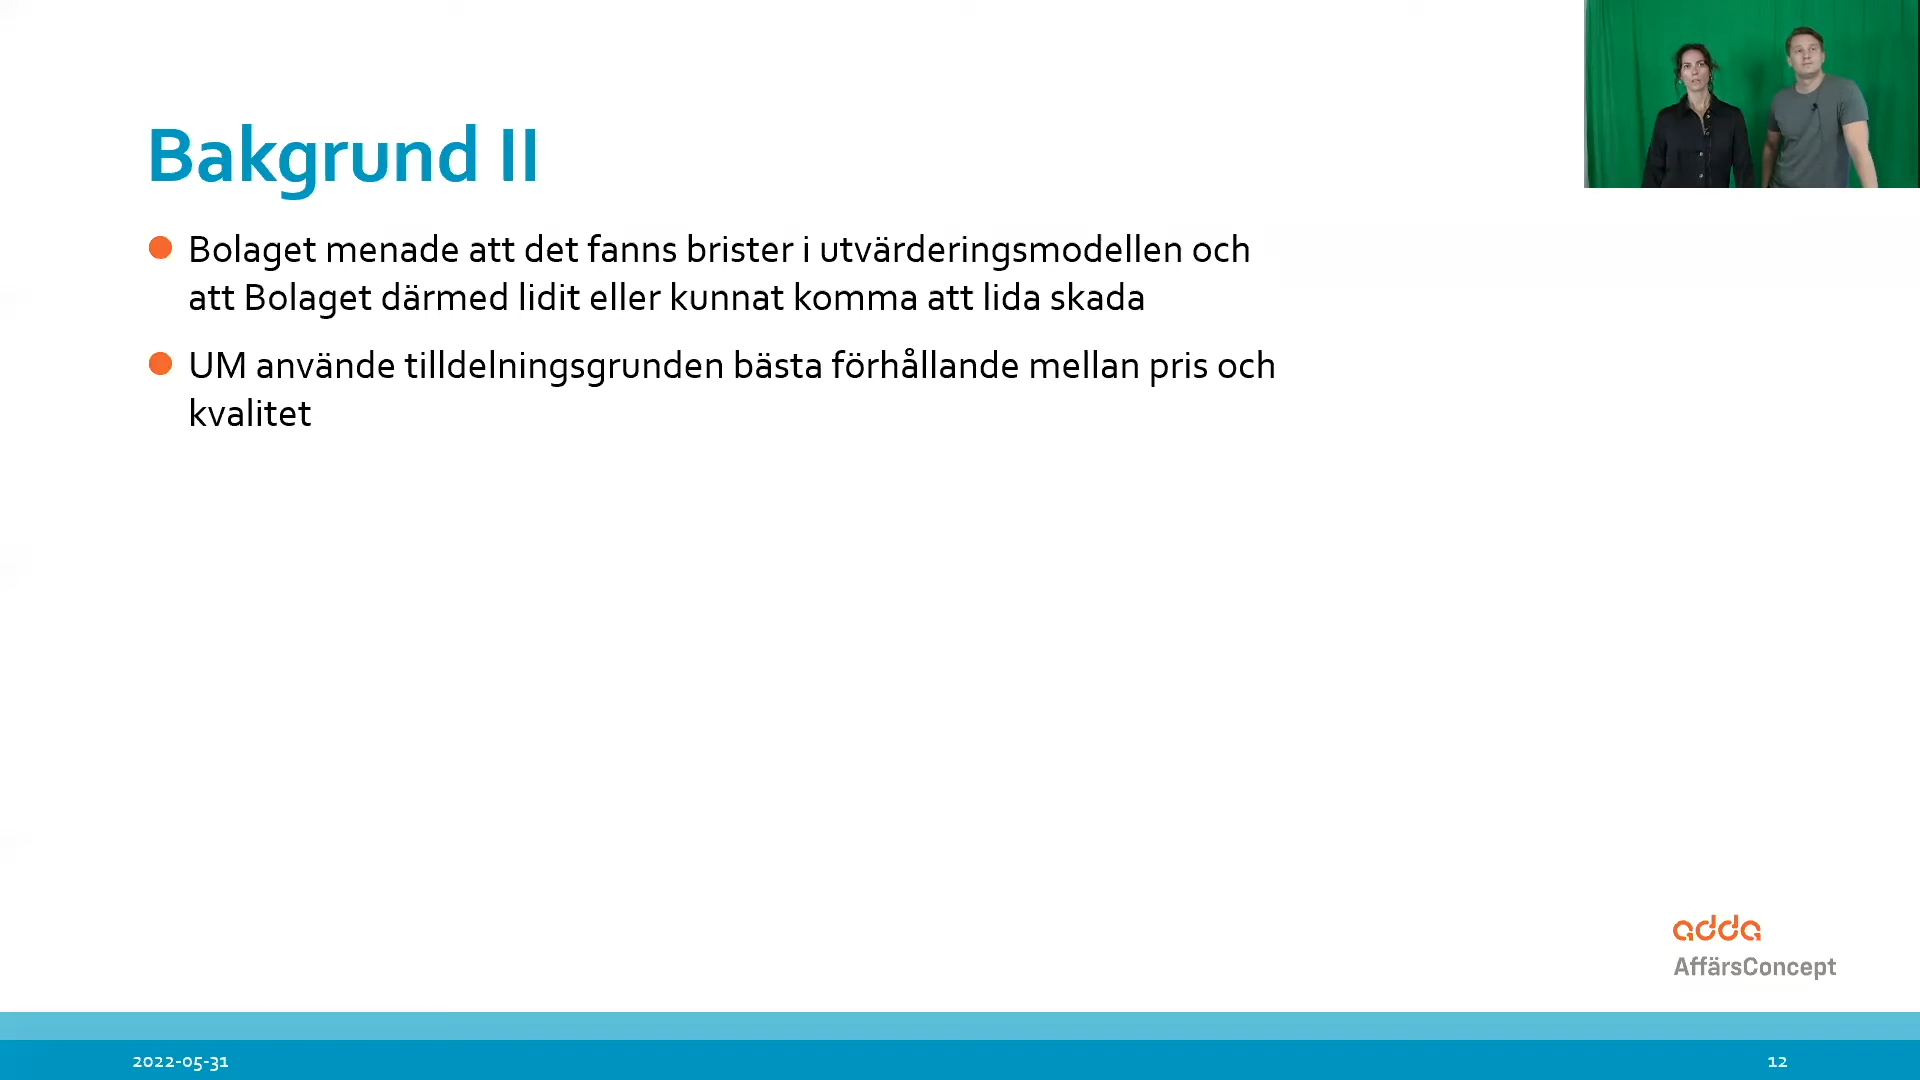 Bakgrund II
Bolaget menade att det fanns brister i utvärderingsmodellen och
att Bolaget därmed lidit eller kunnat komma att lida skada
UM använde tilldelningsgrunden bästa förhållande mellan pris och
kvalitet
adda
AffärsConcept
2022-05-31
12